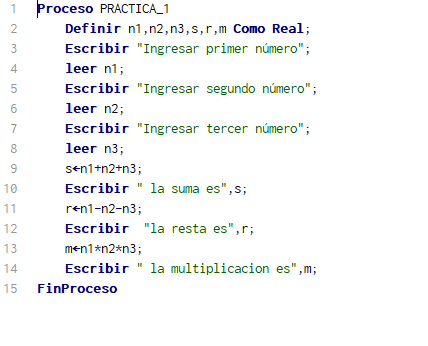 1 Proceso PRACTICA_1
2 Definir n1,n2,n3,s,r,m Como Real;
3 Escribir "Ingresar primer número";
4 leer n1;
5 Escribir "Ingresar segundo número";
6 leer n2;
7 Escribir "Ingresar tercer número";
8 leer n3;
9 s←n1+n2+n3;
10 Escribir " la suma es",s;
11 r←n1-n2-n3;
12 Escribir  "la resta es",r;
13 m←n1*n2*n3;
14 Escribir " la multiplicacion es",m;
15 FinProceso